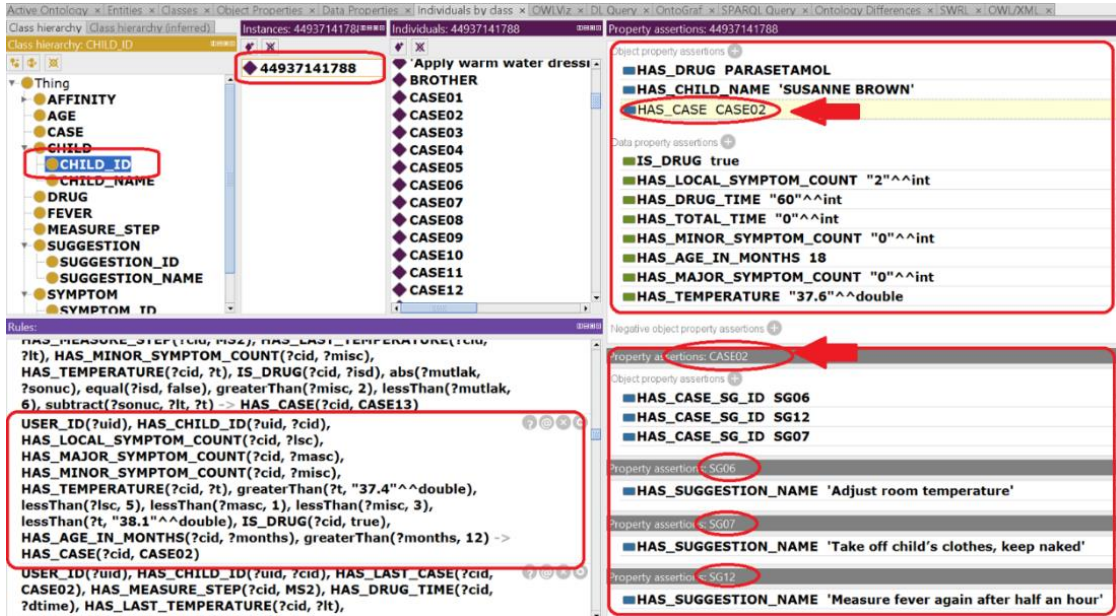 Active Ontology × Entities × Classes × Object Properties × Data Properties × Individuals by class × OWLViz × DL Query × OntoGraf × SPARQL Query × Ontology Differences × SWRL × OWL/XML ×
Class hierarchy Class hierarchy (inferred)
Class hierarchy: CHILD_ID
Thing
AFFINITY
AGE
CASE
CHILD
CHILD_ID
CHILD_NAME
DRUG
FEVER
MEASURE_STEP
SUGGESTION
SUGGESTION_ID
SUGGESTION_NAME
SYMPTOM
SYMPTOM_ID
Instances: 4493714178
44937141788
Individuals: 44937141788
'Apply warm water dressi
BROTHER
CASE01
CASE02
CASE03
CASE04
CASE05
CASE06
CASE07
CASE08
CASE09
CASE10
CASE11
CASE12
Property assertions: 44937141788
Object property assertions
HAS_DRUG PARASETAMOL
HAS_CHILD_NAME 'SUSANNE BROWN'
HAS_CASE CASE02
Data property assertions
IS_DRUG true
HAS_LOCAL_SYMPTOM_COUNT "2"^^int
HAS_DRUG_TIME "60"^^int
HAS_TOTAL_TIME "0"^^int
HAS_MINOR_SYMPTOM_COUNT "0"^^int
HAS_AGE_IN_MONTHS 18
HAS_MAJOR_SYMPTOM_COUNT "0"^^int
HAS_TEMPERATURE "37.6"^^double
Negative object property assertions
Rules:
HAS_MEASURE_STEP(?cid, MS2), HAS_LAST_TEMPERATURE(?cid,
?lt), HAS_MINOR_SYMPTOM_COUNT(?cid, ?misc),
HAS_TEMPERATURE(?cid, ?t), IS_DRUG(?cid, ?isd), abs(?mutlak,
?sonuc), equal(?isd, false), greaterThan(?misc, 2), lessThan(?mutlak,
6), subtract(?sonuc, ?lt, ?t) -> HAS_CASE(?cid, CASE13)
USER_ID(?uid), HAS_CHILD_ID(?uid, ?cid),
HAS_LOCAL_SYMPTOM_COUNT(?cid, ?lsc),
HAS_MAJOR_SYMPTOM_COUNT(?cid, ?masc),
HAS_MINOR_SYMPTOM_COUNT(?cid, ?misc),
HAS_TEMPERATURE(?cid, ?t), greaterThan(?t, "37.4"^^double),
lessThan(?lsc, 5), lessThan(?masc, 1), lessThan(?misc, 3),
lessThan(?t, "38.1"^^double), IS_DRUG(?cid, true),
HAS_AGE_IN_MONTHS(?cid, ?months), greaterThan(?months, 12) ->
HAS_CASE(?cid, CASE02)
USER_ID(?uid), HAS_CHILD_ID(?uid, ?cid), HAS_LAST_CASE(?cid,
CASE02), HAS_MEASURE_STEP(?cid, MS2), HAS_DRUG_TIME(?cid,
?dtime), HAS_LAST_TEMPERATURE(?cid, ?lt),
Property assertions: CASE02
Object property assertions
HAS_CASE_SG_ID SG06
HAS_CASE_SG_ID SG12
HAS_CASE_SG_ID SG07
Property assertions: SG06
HAS_SUGGESTION_NAME 'Adjust room temperature'
Property assertions: SG07
HAS_SUGGESTION_NAME 'Take off child's clothes, keep naked'
Property assertions: SG12
HAS_SUGGESTION_NAME 'Measure fever again after half an hour'